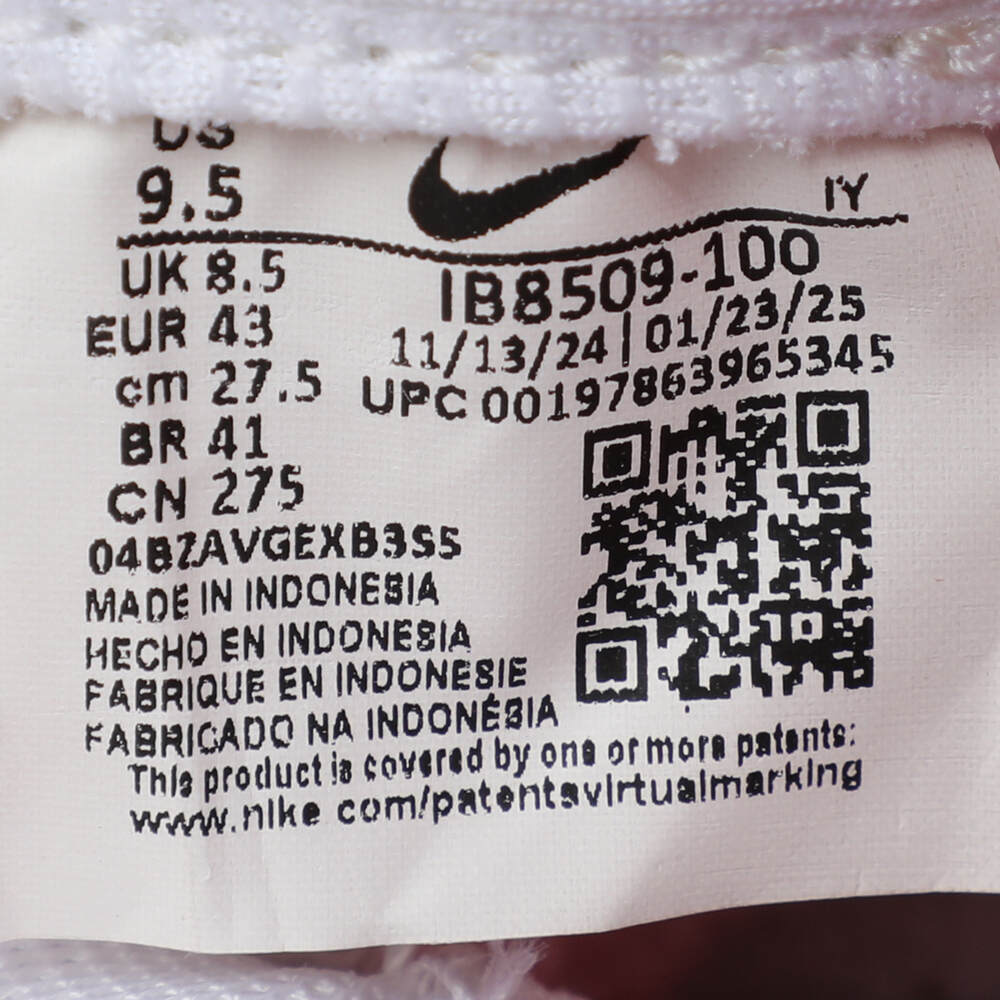 US
9.5
IY
UK 8.5
EUR 43
cm 27.5
BR 41
CN 275
IB8509-100
11/13/24 | 01/23/25
UPC 00197863965345
04BZAVGEXB3S5
MADE IN INDONESIA
HECHO EN INDONESIA
FABRIQUE EN INDONESIE
FABRICADO NA INDONÉSIA
This product is covered by one or more patents:
www.nike com/patentsvirtualmarking